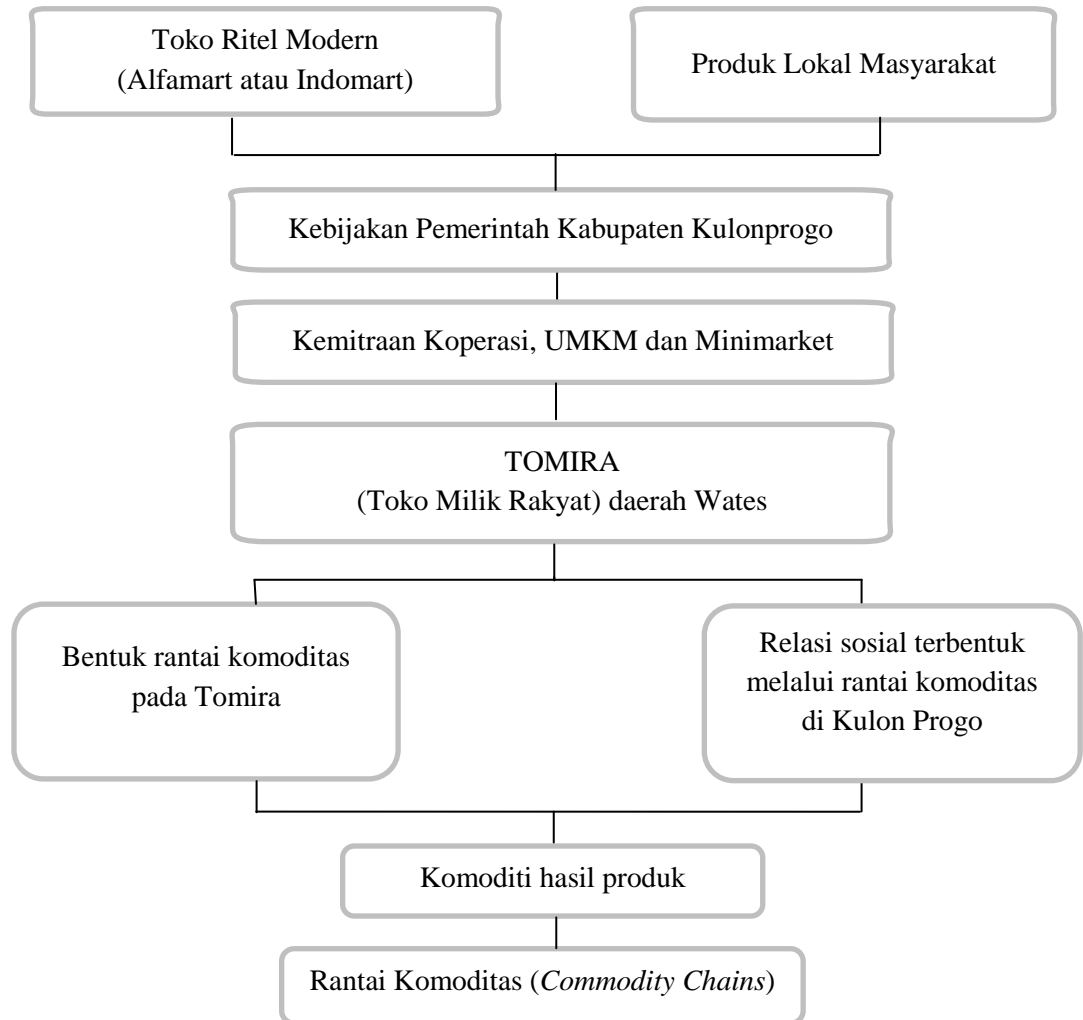 Toko Ritel Modern
(Alfamart atau Indomart)
Produk Lokal Masyarakat
Kebijakan Pemerintah Kabupaten Kulonprogo
Kemitraan Koperasi, UMKM dan Minimarket
TOMIRA
(Toko Milik Rakyat) daerah Wates
Bentuk rantai komoditas
pada Tomira
Relasi sosial terbentuk
melalui rantai komoditas
di Kulon Progo
Komoditi hasil produk
Rantai Komoditas (Commodity Chains)